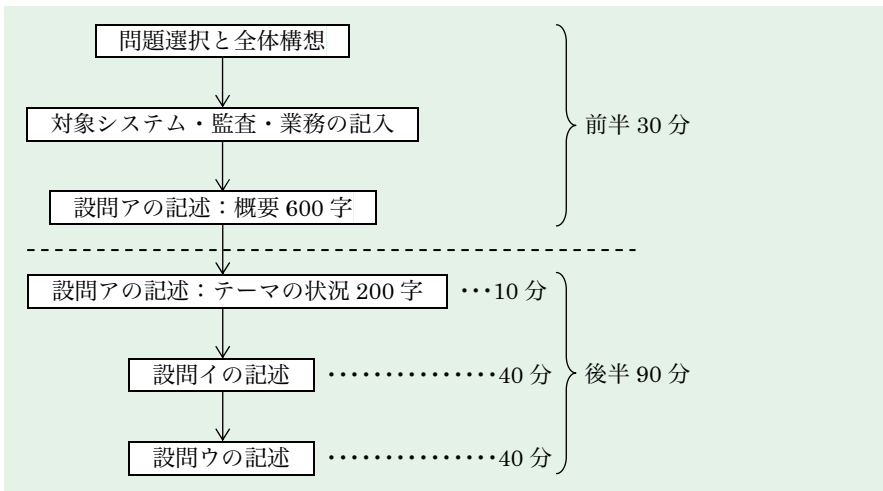 問題選択と全体構想
対象システム・監査・業務の記入
前半 30 分
設問アの記述：概要 600 字
設問アの記述：テーマの状況 200 字 ･･･10 分
設問イの記述 ･･･････････････40 分
後半 90 分
設問ウの記述 ･･･････････････40 分